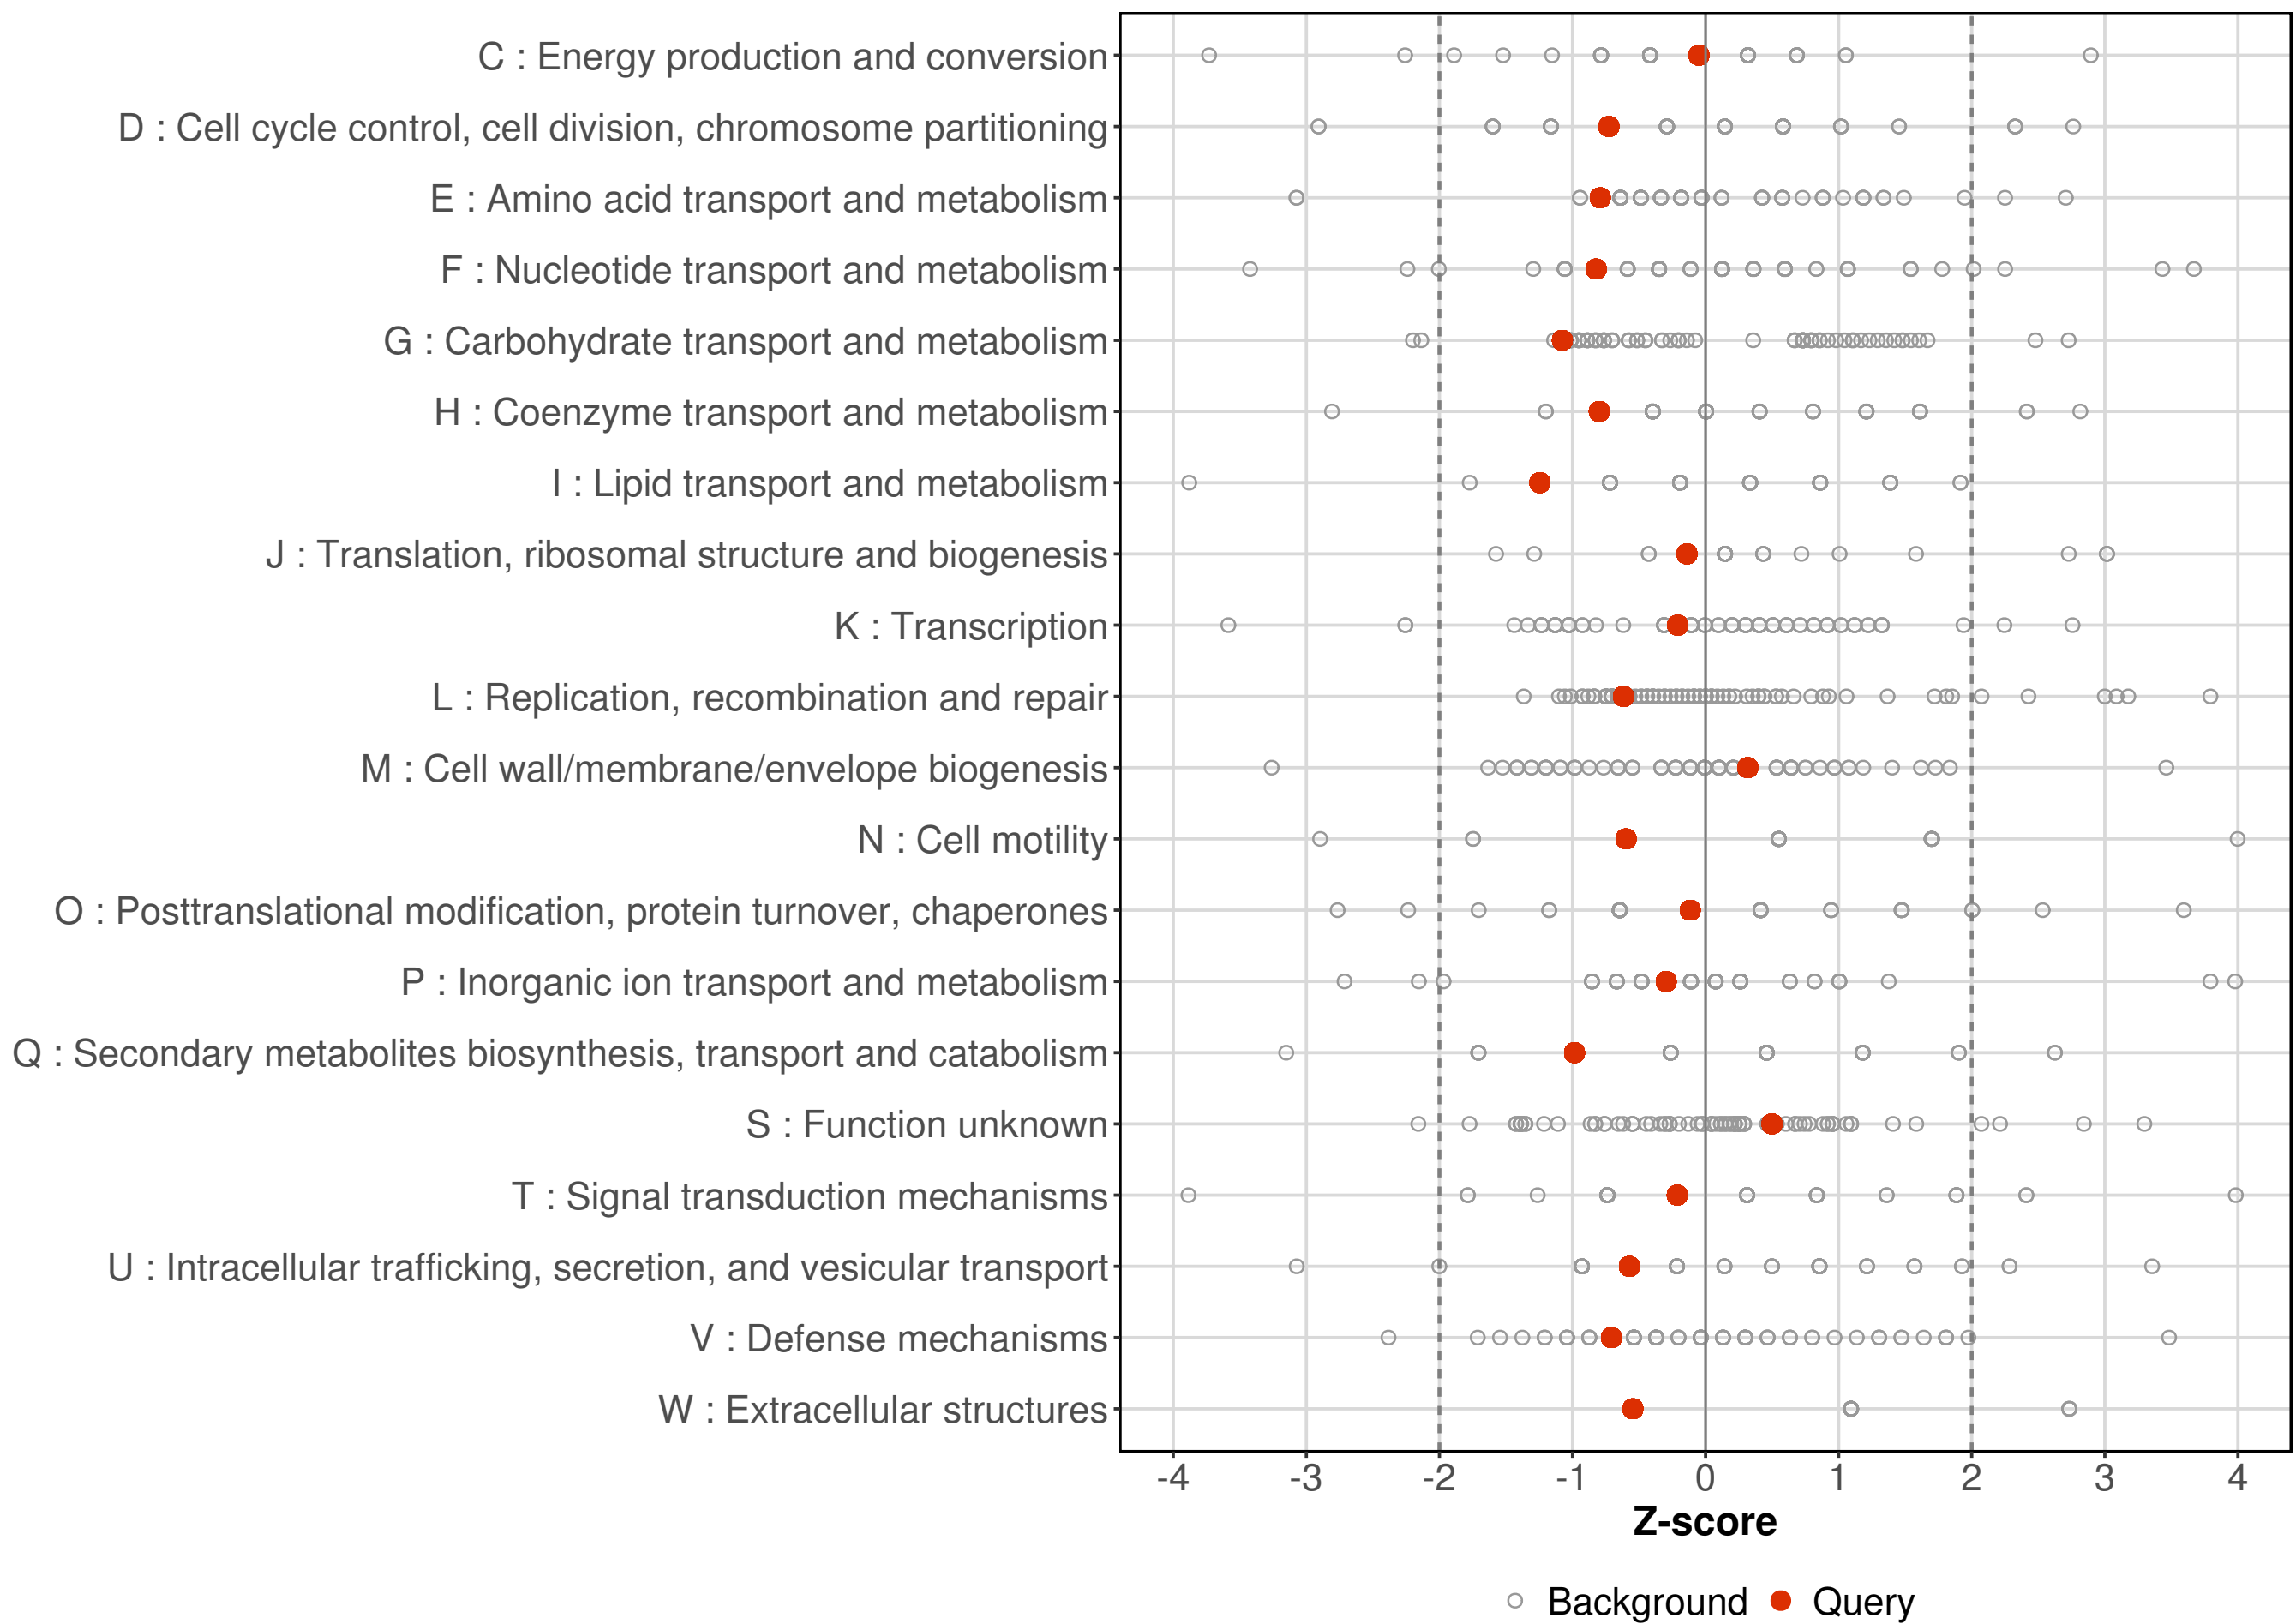 C : Energy production and conversion
D : Cell cycle control, cell division, chromosome partitioning
E : Amino acid transport and metabolism
F : Nucleotide transport and metabolism
G : Carbohydrate transport and metabolism
H : Coenzyme transport and metabolism
I : Lipid transport and metabolism
J : Translation, ribosomal structure and biogenesis
K : Transcription
L : Replication, recombination and repair
M : Cell wall/membrane/envelope biogenesis
N : Cell motility
O : Posttranslational modification, protein turnover, chaperones
P : Inorganic ion transport and metabolism
Q : Secondary metabolites biosynthesis, transport and catabolism
S : Function unknown
T : Signal transduction mechanisms
U : Intracellular trafficking, secretion, and vesicular transport
V : Defense mechanisms
W : Extracellular structures
-4 -3 -2 -1 0 1 2 3 4
Z-score
Background Query